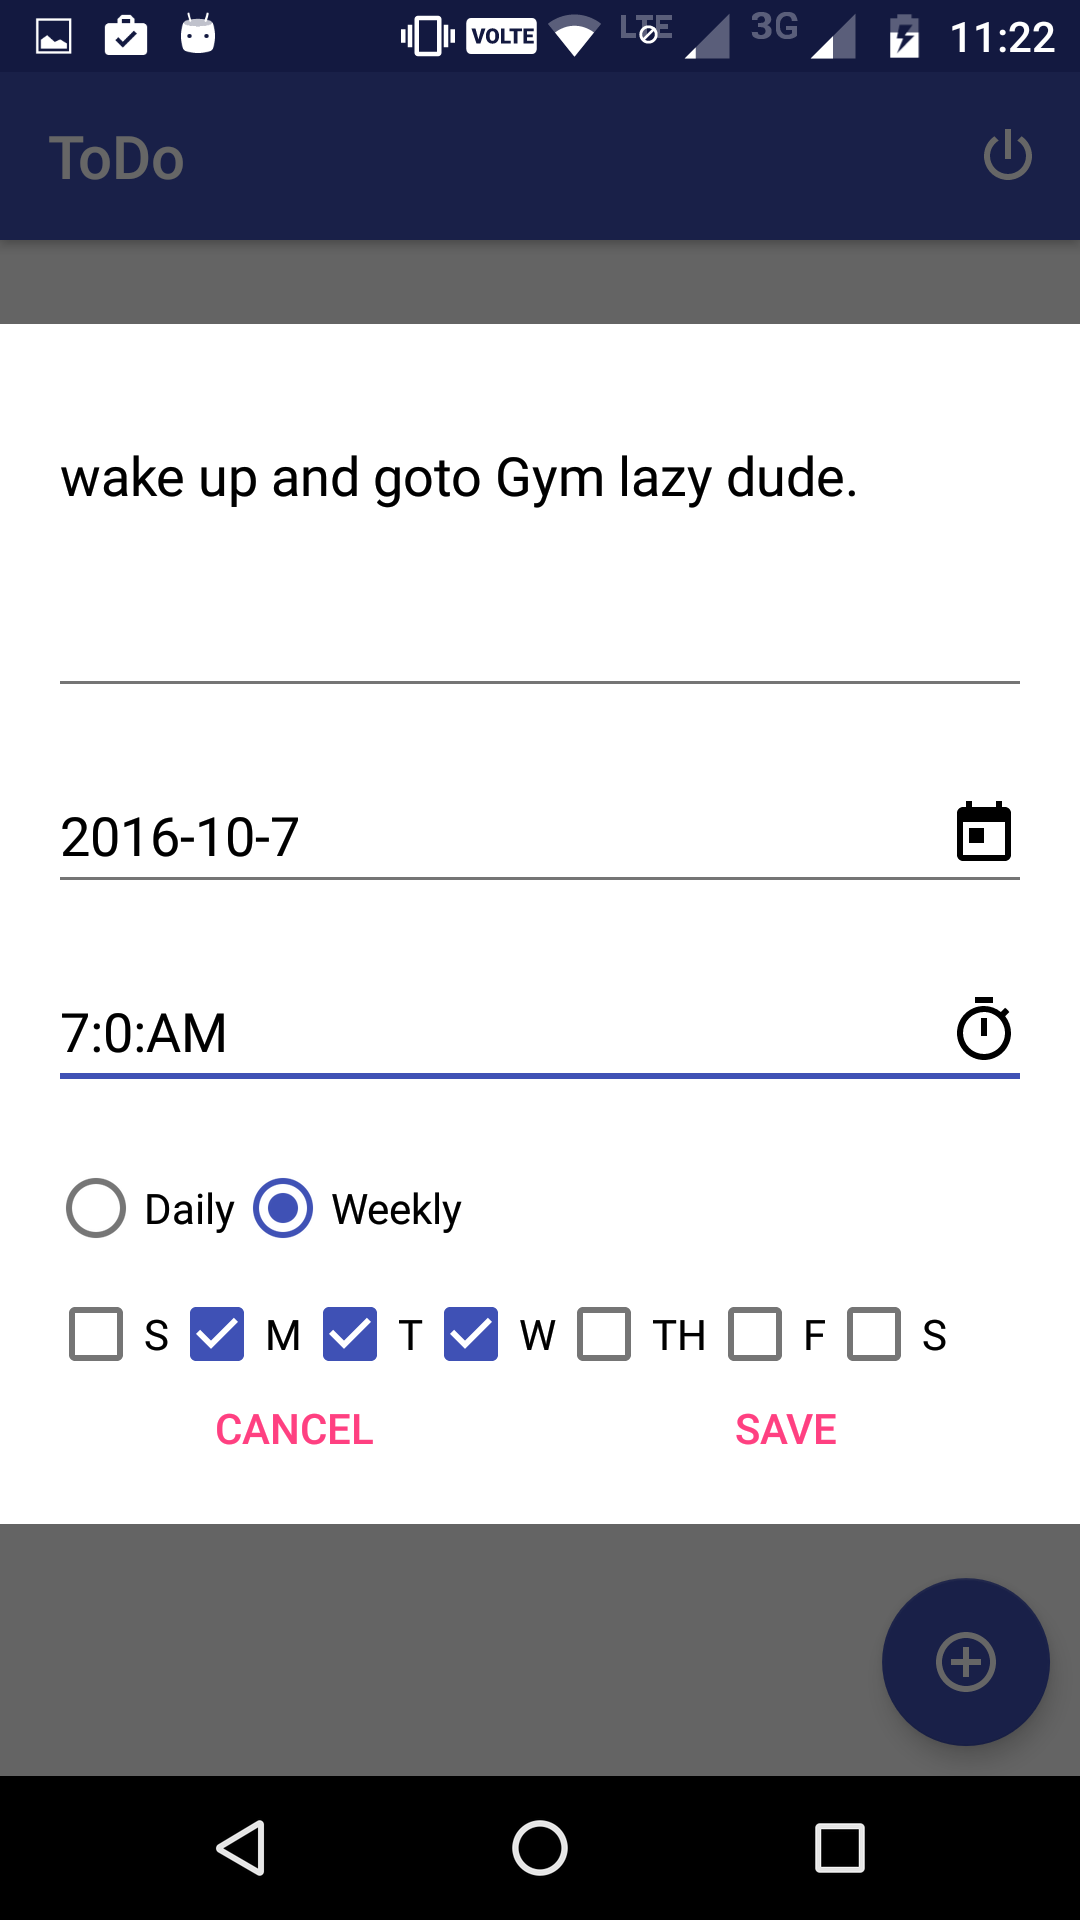 VOLTE LTE 3G 11:22
ToDo
wake up and goto Gym lazy dude.
2016-10-7
7:0:AM
Daily Weekly
S M T W TH F S
CANCEL SAVE